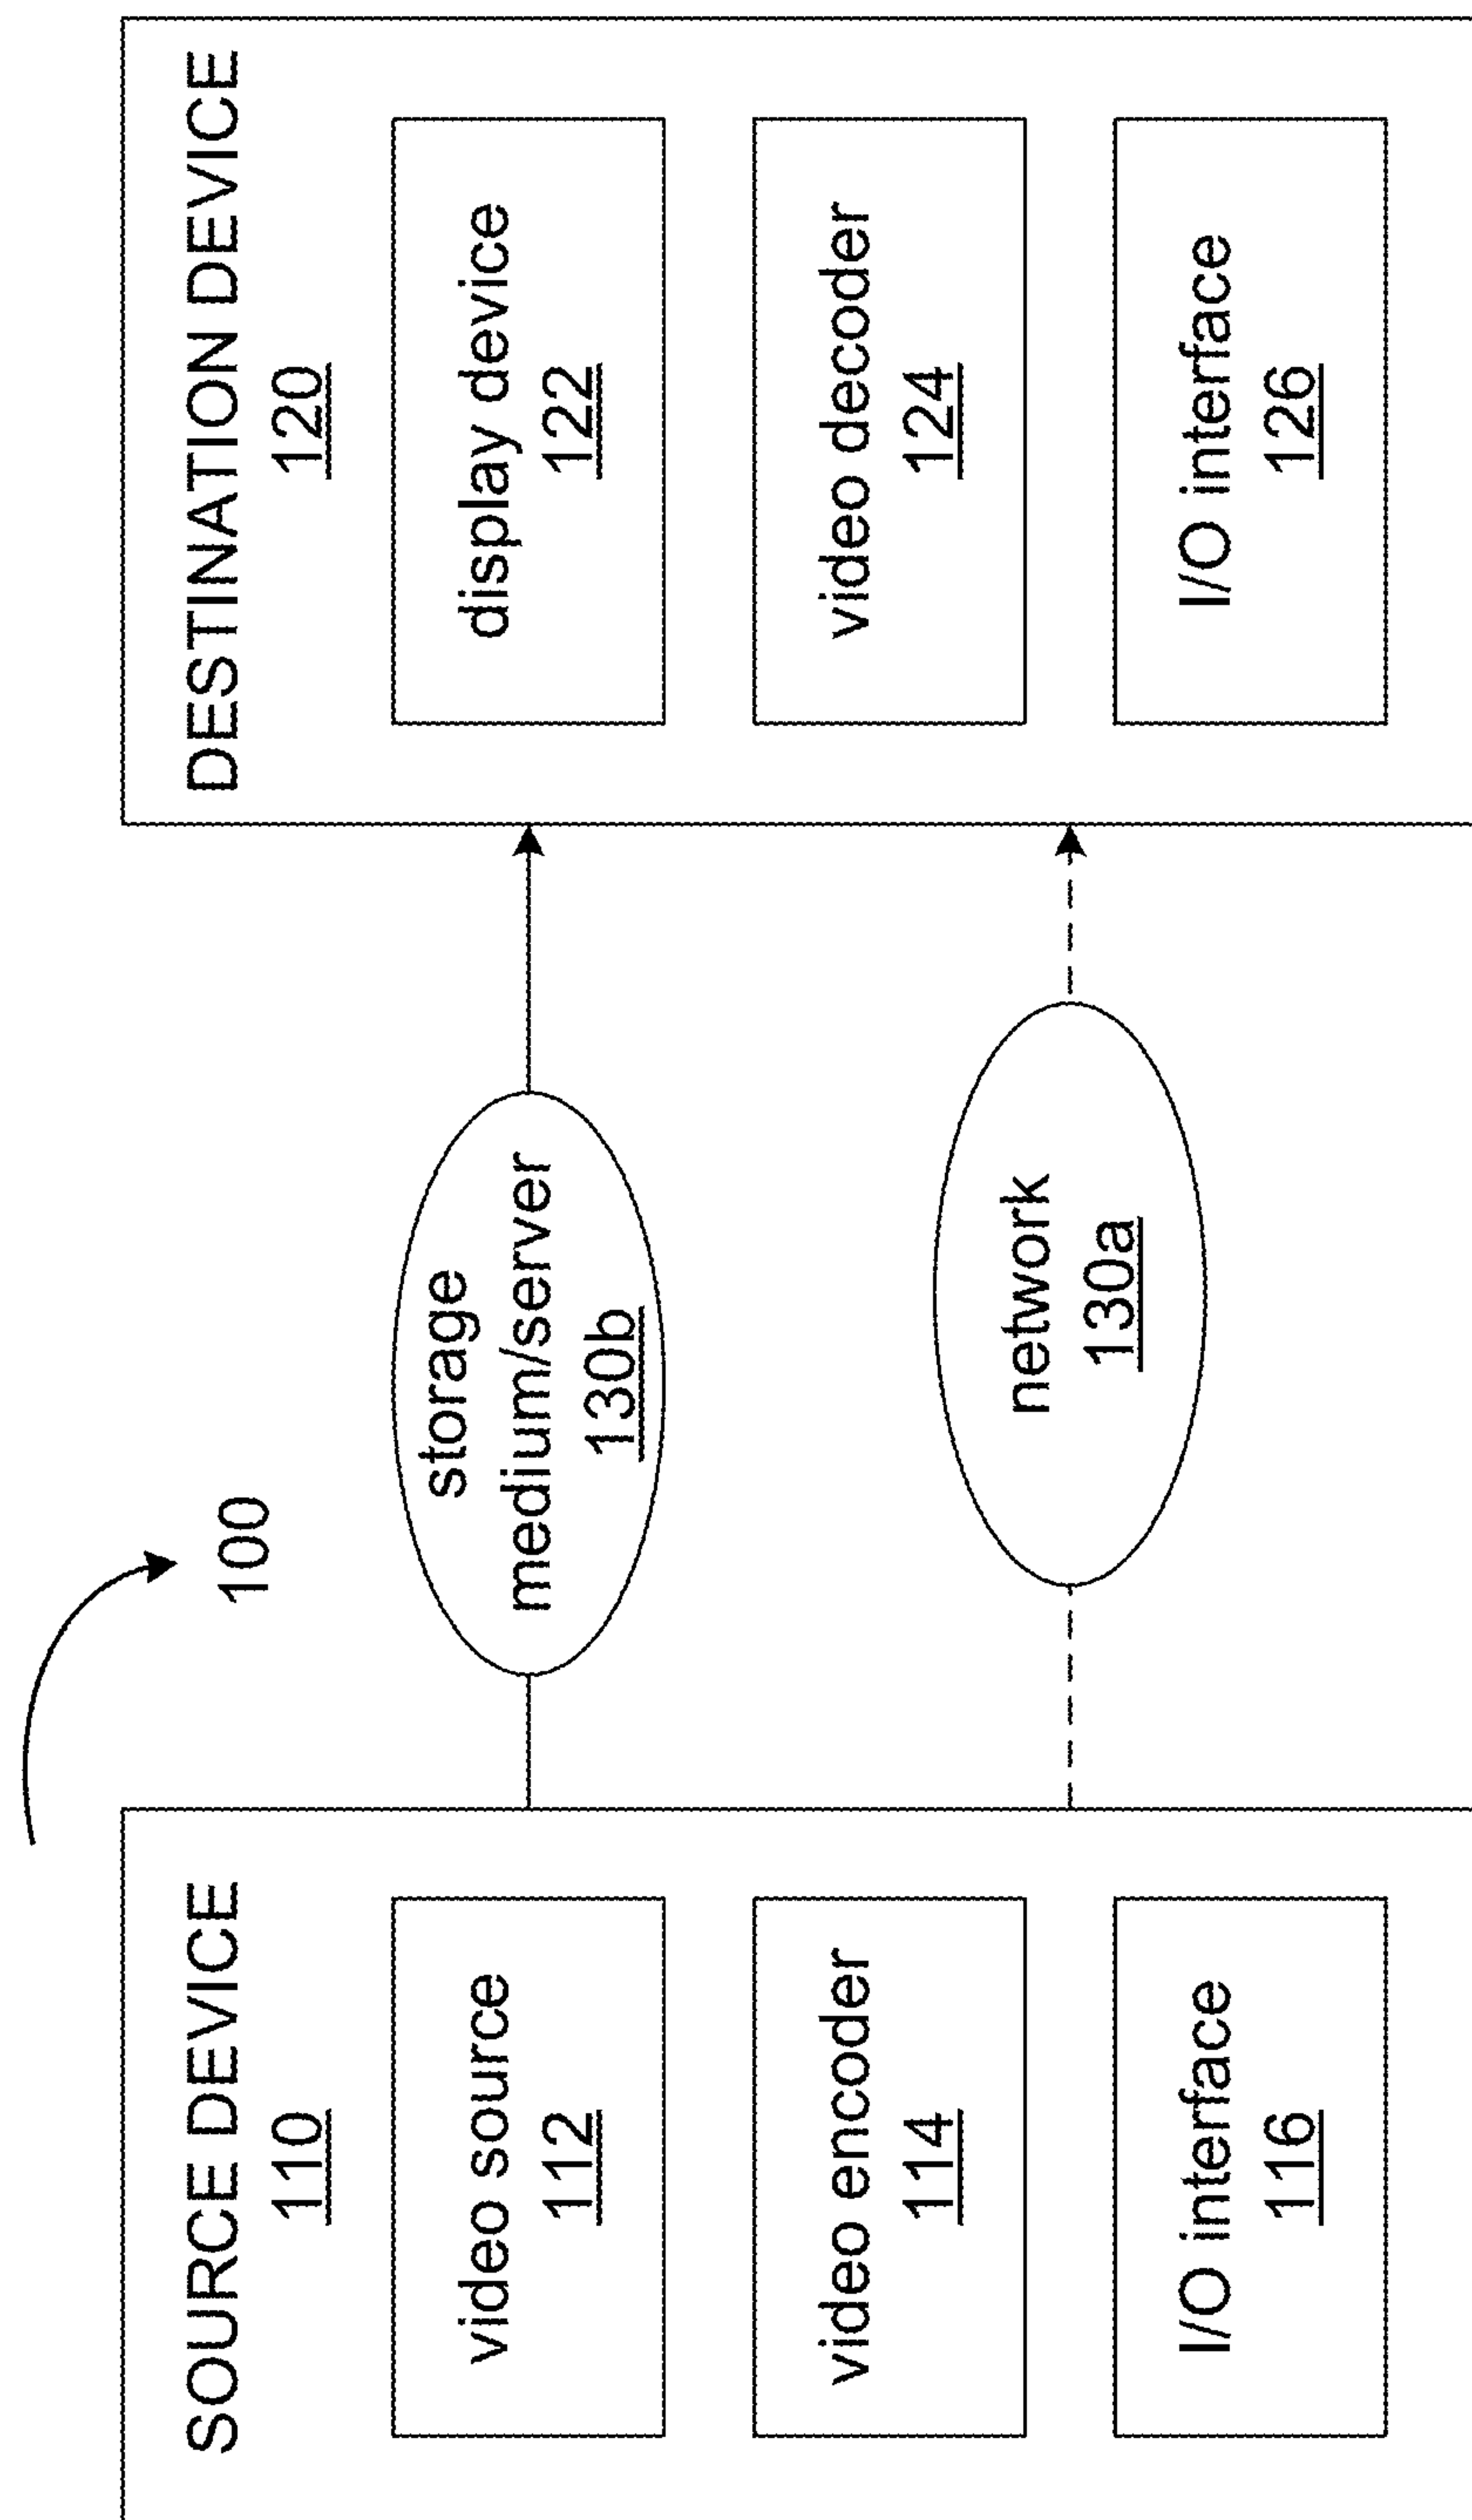 100
SOURCE DEVICE
110
video source
112
video encoder
114
I/O interface
116
storage
medium/server
130b
network
130a
DESTINATION DEVICE
120
display device
122
video decoder
124
I/O interface
126